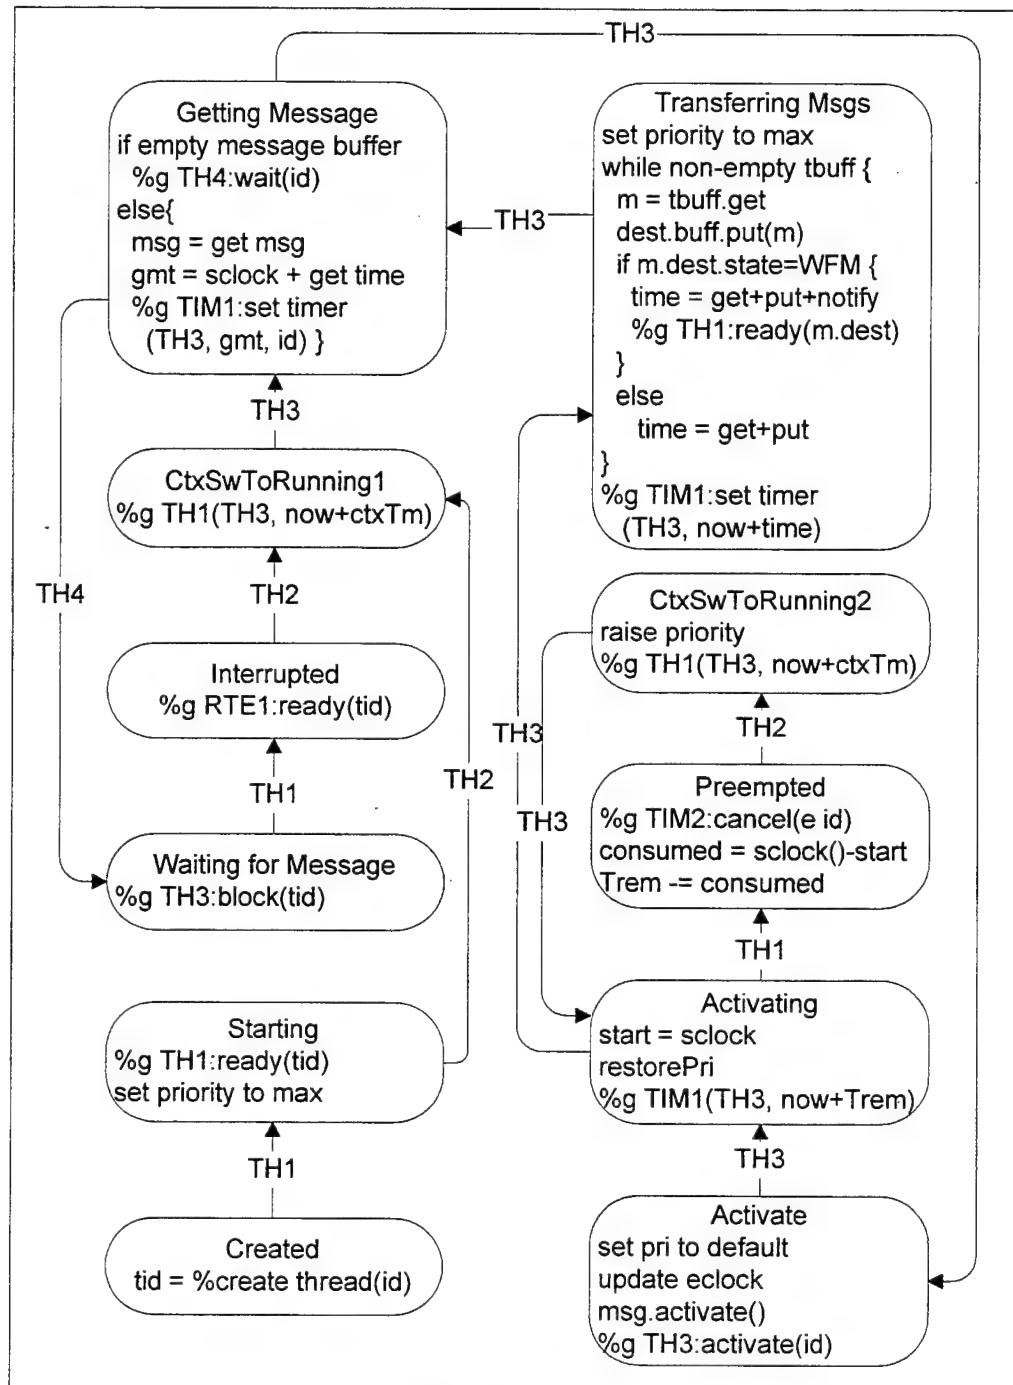 TH3
Getting Message
if empty message buffer
%g TH4:wait(id)
else{
msg = get msg
gmt = sclock + get time
%g TIM1:set timer
(TH3, gmt, id) }
Transferring Msgs
set priority to max
while non-empty tbuff {
m = tbuff.get
dest.buff.put(m)
if m.dest.state=WFM {
time = get+put+notify
%g TH1:ready(m.dest)
}
else
time = get+put
}
%g TIM1:set timer
(TH3, now+time)
TH3
TH3
CtxSwToRunning1
%g TH1(TH3, now+ctxTm)
TH4
TH2
Interrupted
%g RTE1:ready(tid)
TH1
TH2
Waiting for Message
%g TH3:block(tid)
Starting
%g TH1:ready(tid)
set priority to max
TH1
Created
tid = %create thread(id)
CtxSwToRunning2
raise priority
%g TH1(TH3, now+ctxTm)
TH3
TH2
TH3
Preempted
%g TIM2:cancel(e id)
consumed = sclock()-start
Trem -= consumed
TH1
Activating
start = sclock
restorePri
%g TIM1(TH3, now+Trem)
TH3
Activate
set pri to default
update eclock
msg.activate()
%g TH3:activate(id)